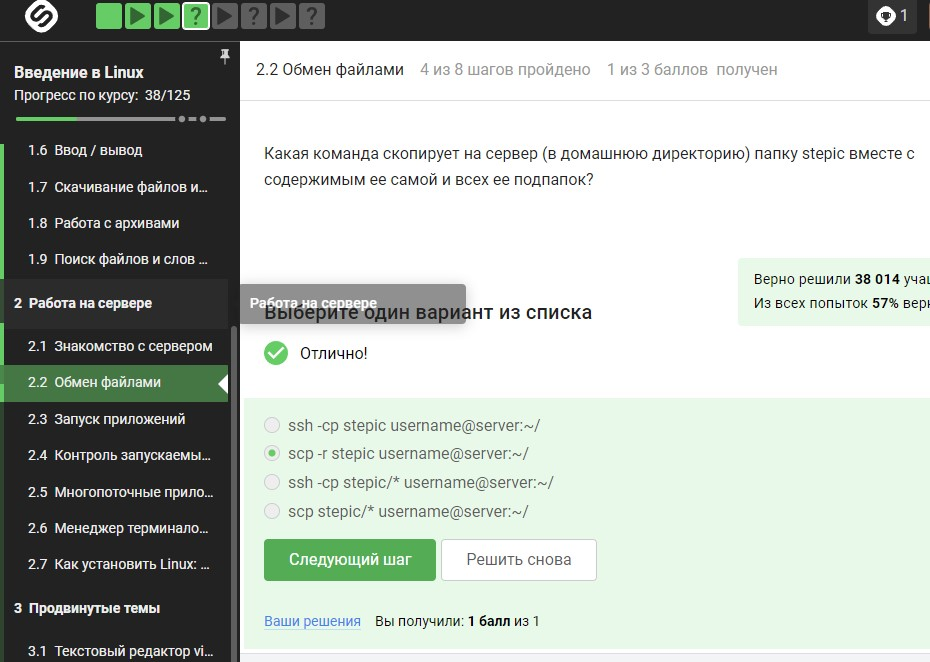 1
Введение в Linux
Прогресс по курсу: 38/125
1.6 Ввод / вывод
1.7 Скачивание файлов и…
1.8 Работа с архивами
1.9 Поиск файлов и слов …
2 Работа на сервере
2.1 Знакомство с сервером
2.2 Обмен файлами
2.3 Запуск приложений
2.4 Контроль запускаемы…
2.5 Многопоточные прило…
2.6 Менеджер терминало…
2.7 Как установить Linux: …
3 Продвинутые темы
3.1 Текстовый редактор vi…
2.2 Обмен файлами 4 из 8 шагов пройдено 1 из 3 баллов получен
Какая команда скопирует на сервер (в домашнюю директорию) папку stepic вместе с
содержимым ее самой и всех ее подпапок?
Верно решили 38 014 уча
Из всех попыток 57% вер
Работа на сервере
Выберите один вариант из списка
Отлично!
ssh -cp stepic username@server:~/
scp -r stepic username@server:~/
ssh -cp stepic/* username@server:~/
scp stepic/* username@server:~/
Следующий шаг Решить снова
Ваши решения Вы получили: 1 балл из 1